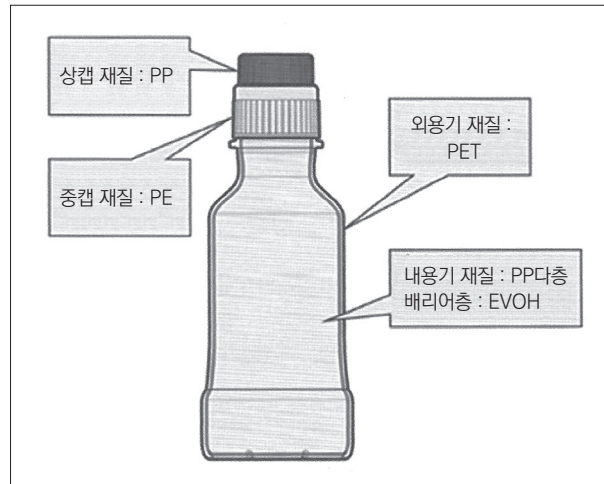 상캡 재질 : PP
중캡 재질 : PE
외용기 재질 :
PET
내용기 재질 : PP다층
배리어층 : EVOH